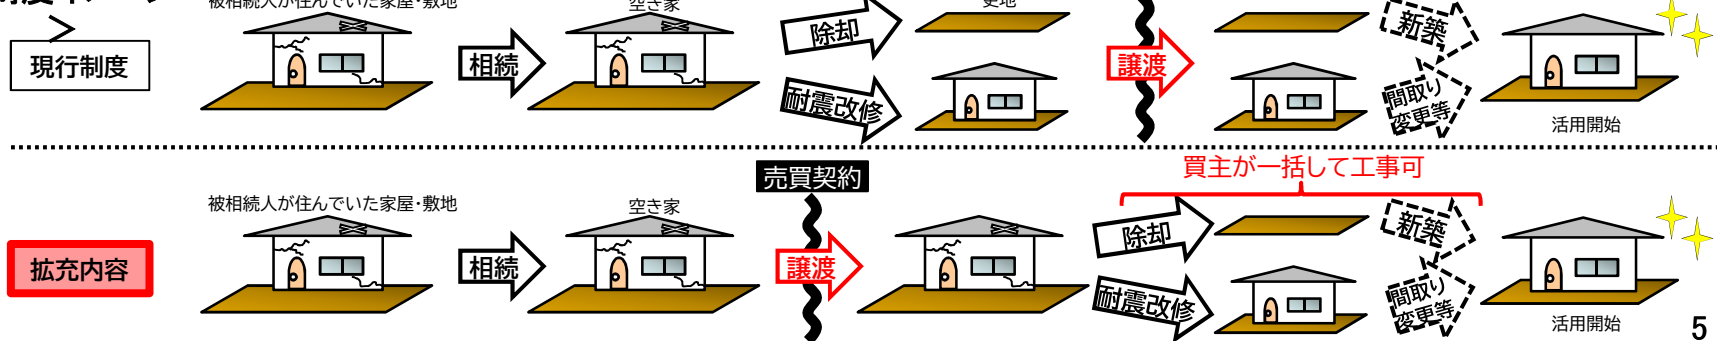 被相続人が住んでいた家屋・敷地
空き家
更地
現行制度
相続
除却
耐震改修
譲渡
新築
間取り
変更等
活用開始
売買契約
買主が一括して工事可
被相続人が住んでいた家屋・敷地
空き家
拡充内容
相続
譲渡
除却
耐震改修
新築
間取り
変更等
活用開始
5